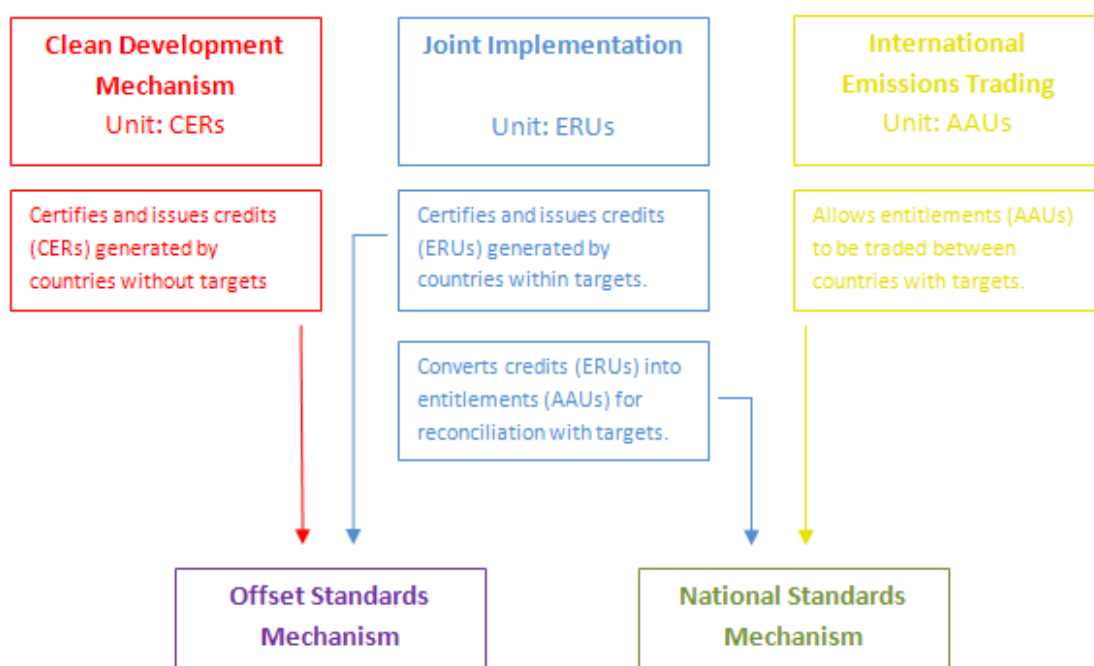 Clean Development
Mechanism
Unit: CERs
Joint Implementation
Unit: ERUs
International
Emissions Trading
Unit: AAUs
Certifies and issues credits
(CERs) generated by
countries without targets
Certifies and issues credits
(ERUs) generated by
countries within targets.
Allows entitlements (AAUs)
to be traded between
countries with targets.
Converts credits (ERUs) into
entitlements (AAUs) for
reconciliation with targets.
Offset Standards
Mechanism
National Standards
Mechanism